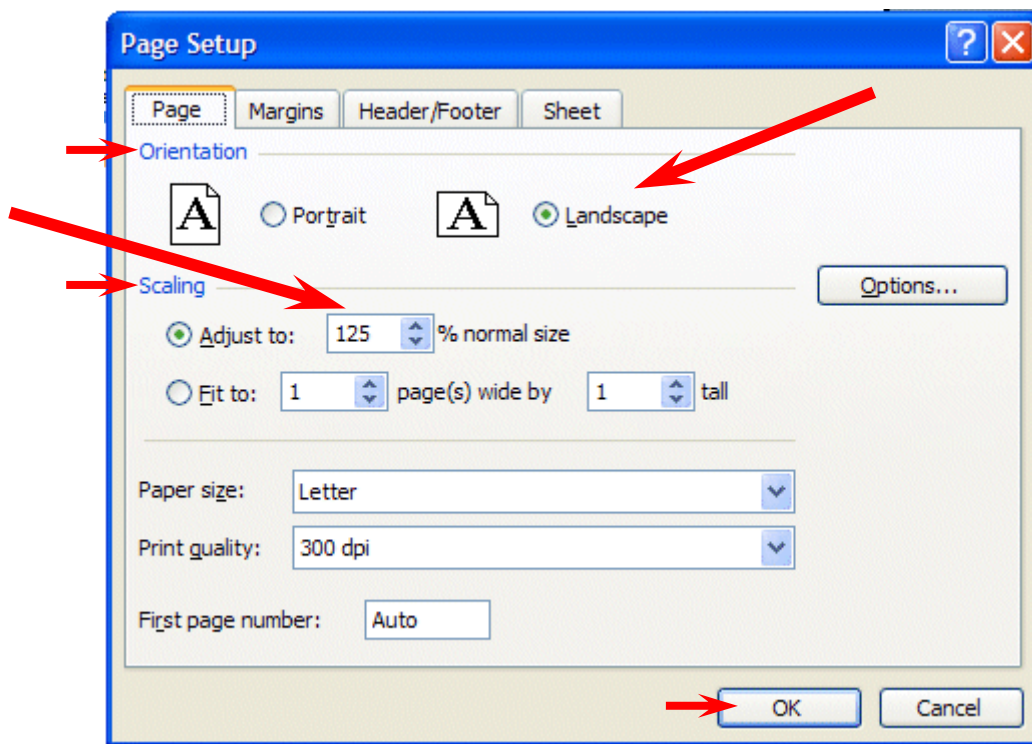 Page Setup
Page Margins Header/Footer Sheet
Orientation
A Portrait A Landscape
Scaling Options...
Adjust to: 125 % normal size
Fit to: 1 page(s) wide by 1 tall
Paper size: Letter
Print quality: 300 dpi
First page number: Auto
OK Cancel